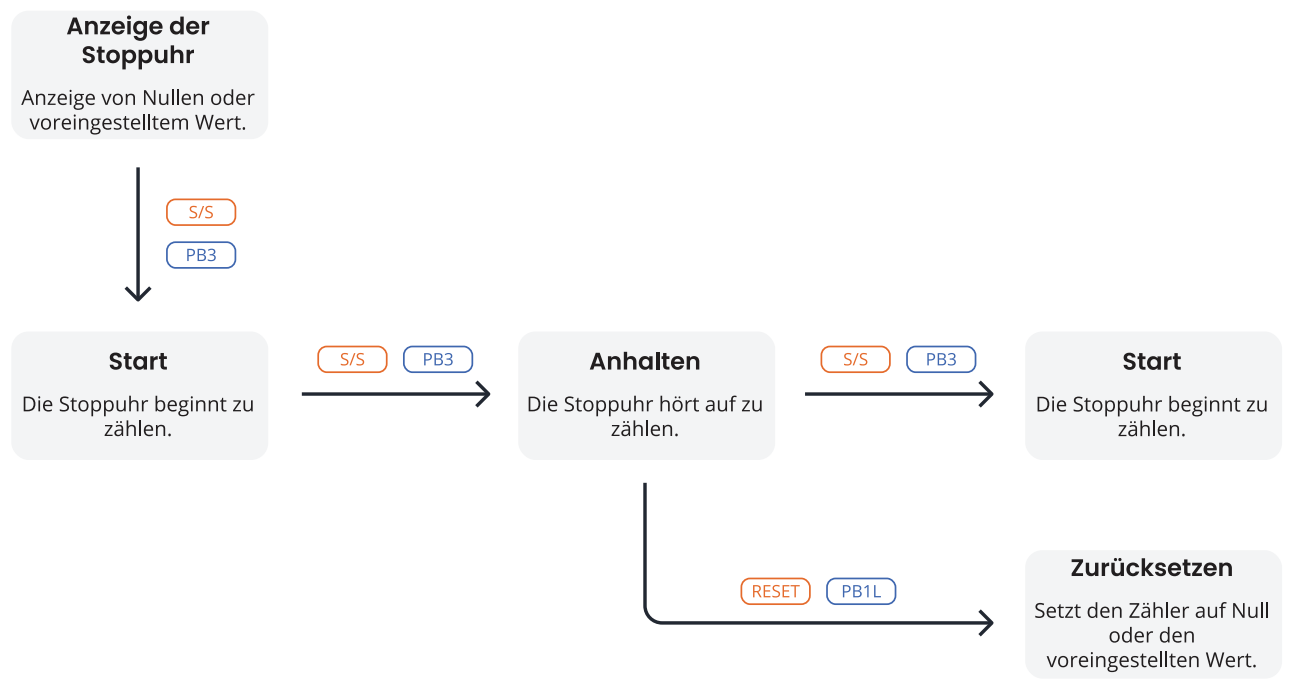 Anzeige der
Stoppuhr
Anzeige von Nullen oder
voreingestelltem Wert.
S/S
PB3
Start
Die Stoppuhr beginnt zu
zählen.
S/S PB3
Anhalten
Die Stoppuhr hört auf zu
zählen.
S/S PB3
Start
Die Stoppuhr beginnt zu
zählen.
RESET PB1L
Zurücksetzen
Setzt den Zähler auf Null
oder den
voreingestellten Wert.